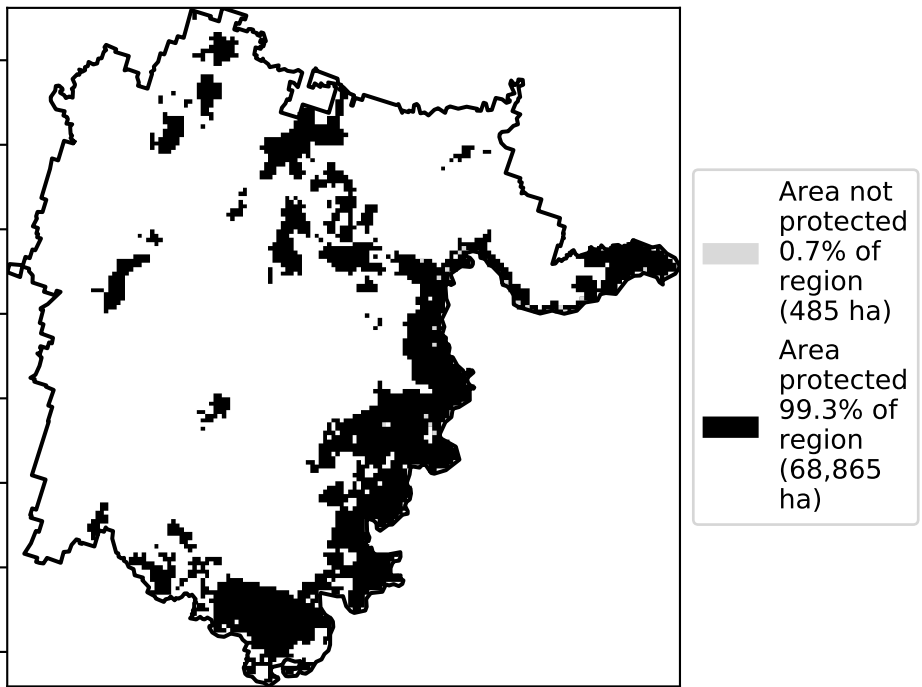 Area not
protected
0.7% of
region
(485 ha)
Area
protected
99.3% of
region
(68,865
ha)